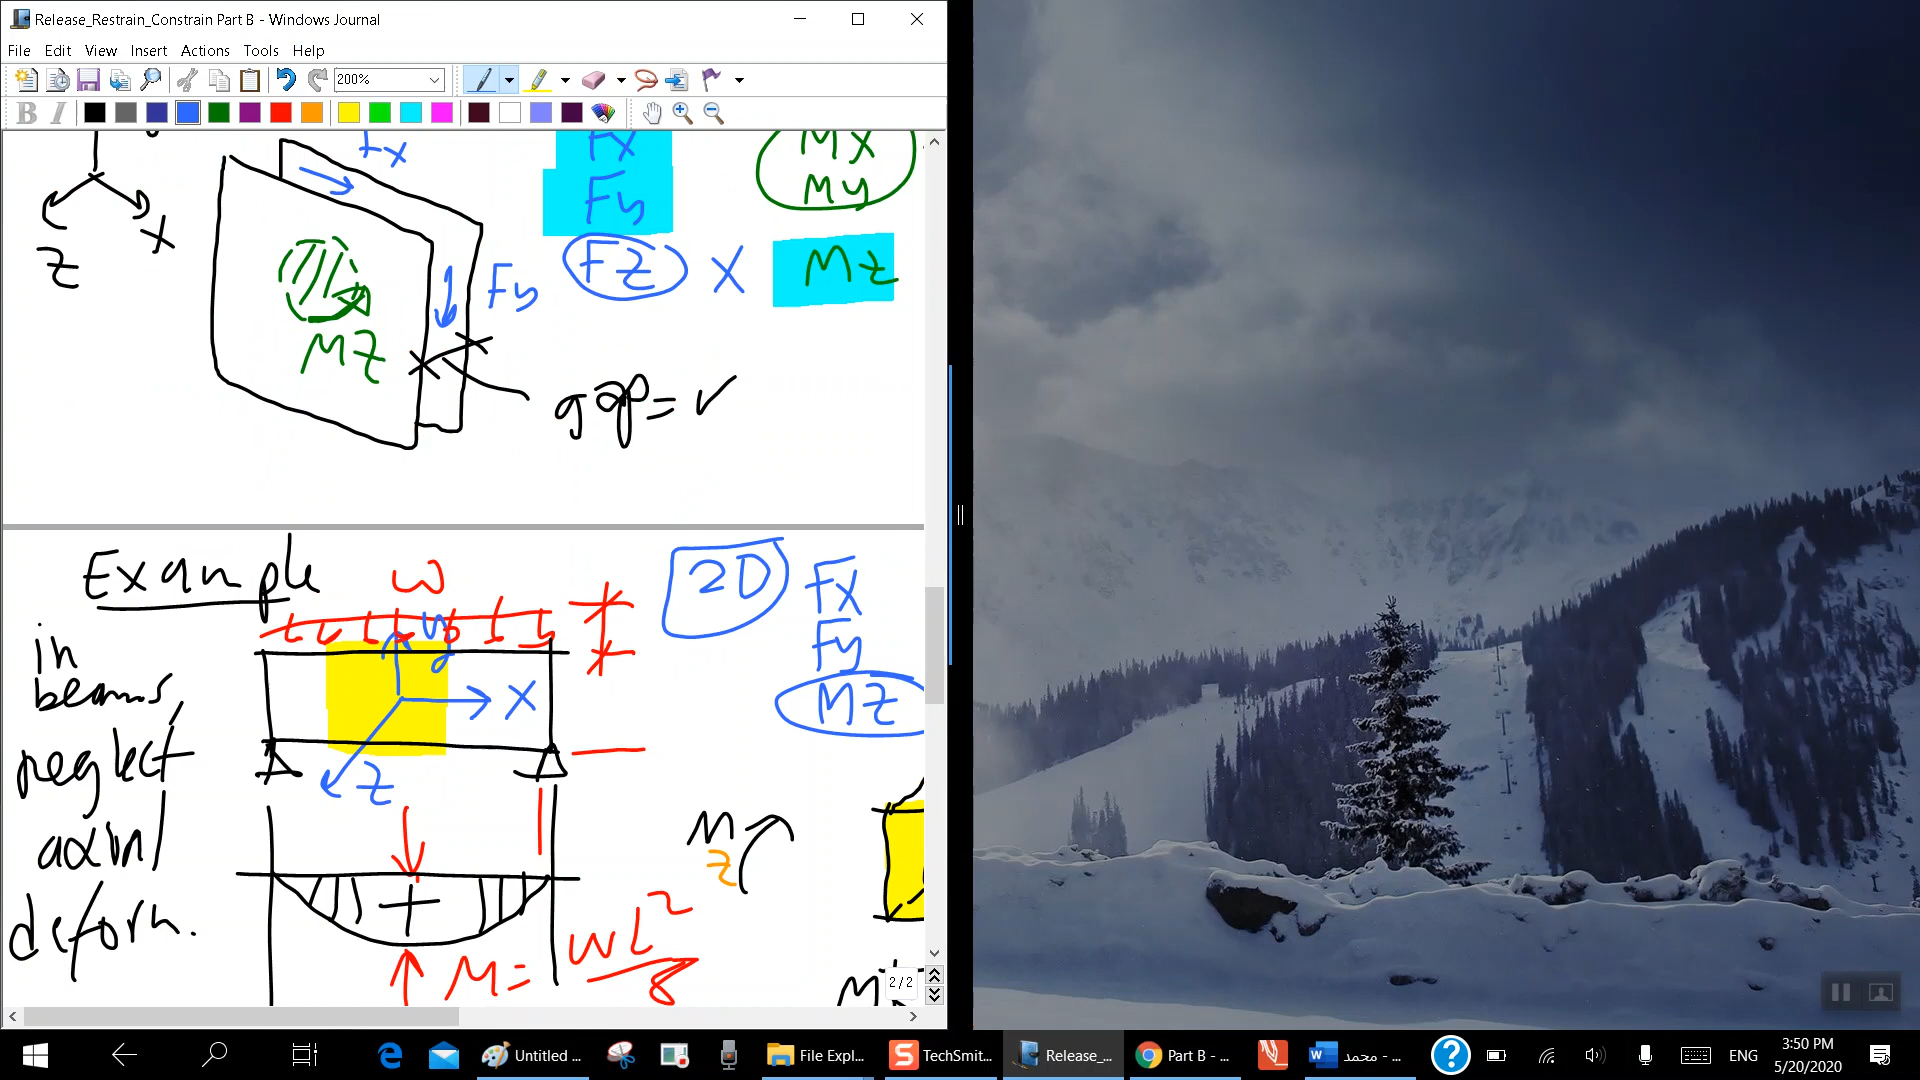 Release_Restrain_Constrain Part B - Windows Journal
File Edit View Insert Actions Tools Help
200%
B I
Fx
Fx
Fy
Fz X
Mx
My
Mz
Z
X
Fy
Mz
gap = ✓
Example
in
beams,
neglect
axial
deform.
w
y
X
Z
2D
Fx
Fy
Mz
M
z
M = wL²/8
M
2 / 2
Untitled ...
File Expl...
TechSmit...
Release_...
Part B - ...
محمد - ...
ENG
3:50 PM
5/20/2020